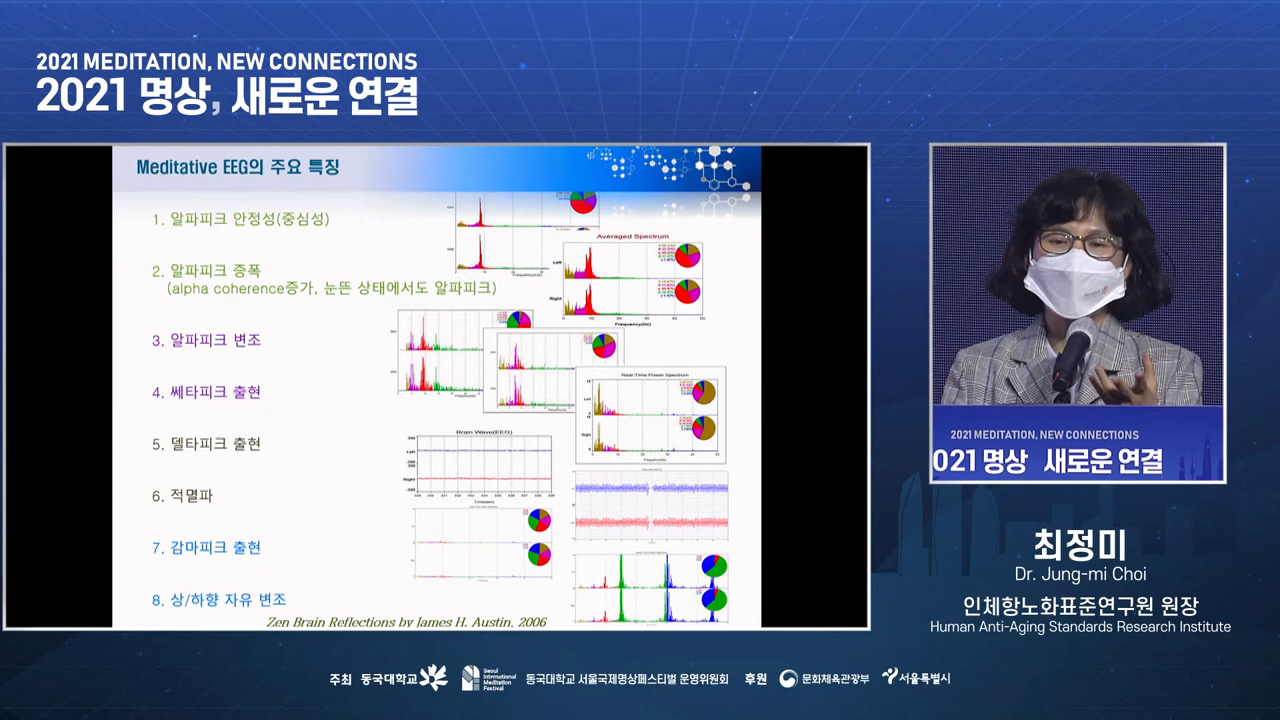 2021 MEDITATION, NEW CONNECTIONS
2021 명상, 새로운 연결
Meditative EEG의 주요 특징
1. 알파피크 안정성(중심성)
2. 알파피크 증폭
(alpha coherence증가, 눈뜬 상태에서도 알파피크)
3. 알파피크 변조
4. 쎄타피크 출현
5. 델타피크 출현
6. 적멸파
7. 감마피크 출현
8. 상/하향 자유 변조
Averaged Spectrum
Left
Right
Frequency(Hz)
Real-Time Power Spectrum
Left
Right
Brain Wave(EEG)
Left
Right
Time(sec)
Zen Brain Reflections by James H. Austin, 2006
2021 MEDITATION, NEW CONNECTIONS
021 명상 새로운 연결
최정미
Dr. Jung-mi Choi
인체항노화표준연구원 원장
Human Anti-Aging Standards Research Institute
주최 동국대학교 Seoul International Meditation Festival 동국대학교 서울국제명상페스티벌 운영위원회 후원 문화체육관광부 서울특별시